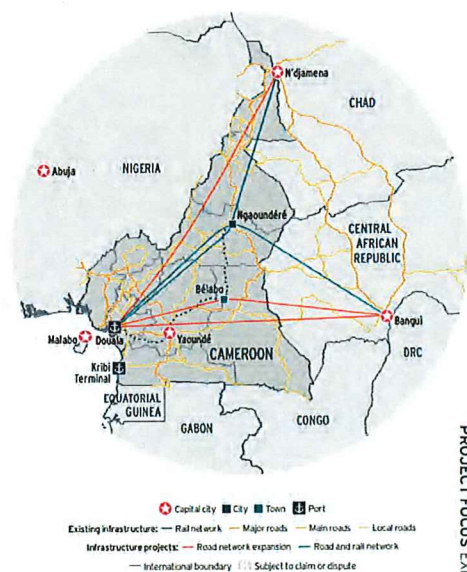 N'djamena
CHAD
NIGERIA
Abuja
Ngaoundéré
CENTRAL
AFRICAN
REPUBLIC
Bélabo
Bangui
Malabo
Douala
Yaoundé
CAMEROON
DRC
Kribi
Terminal
EQUATORIAL
GUINEA
GABON
CONGO
PROJECT FOCUS
Capital city City Town Port
Existing infrastructure: Rail network Major roads Main roads Local roads
Infrastructure projects: Road network expansion Road and rail network
International boundary Subject to claim or dispute